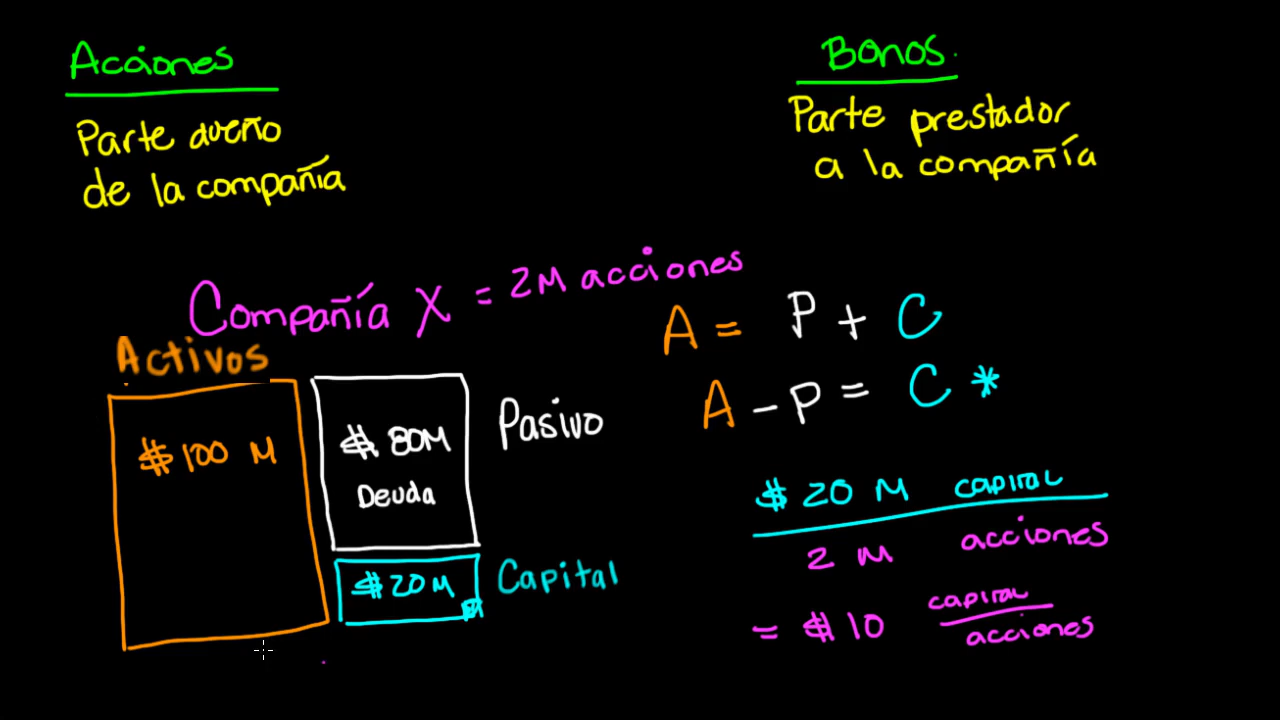 Acciones
Parte dueño
de la compañía
Bonos.
Parte prestador
a la compañía
Compañía X = 2M acciones
Activos
$100 M
$80M
Deuda
Pasivo
$20M
Capital
A = P + C
A - P = C *
$20 M capital
2 M acciones
= $10 capital
acciones